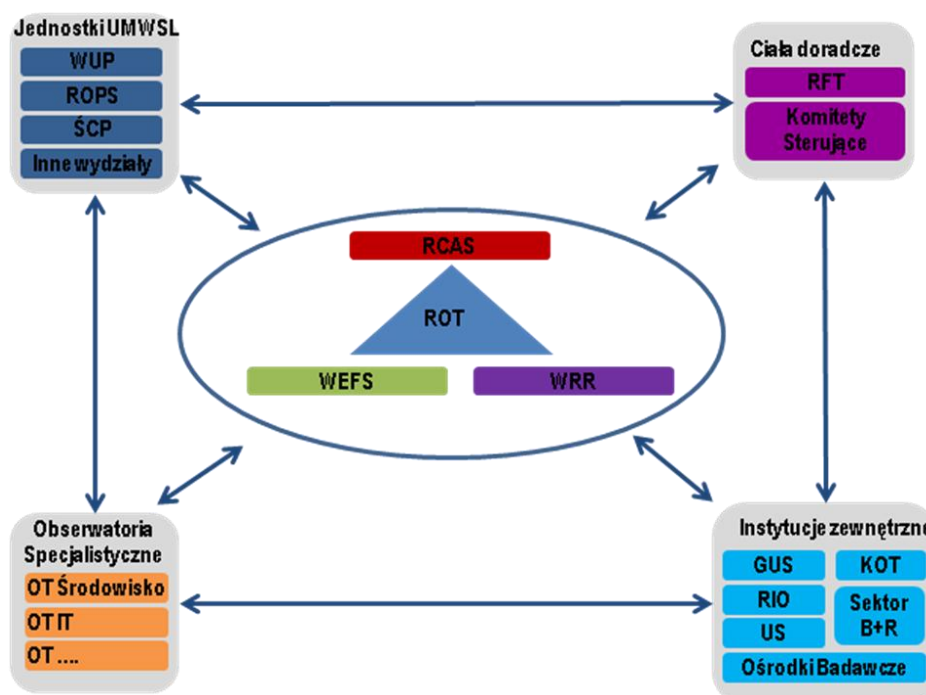 Jednostki UMWSL
WUP
ROPS
ŚCP
Inne wydziały
Ciała doradcze
RFT
Komitety
Sterujące
RCAS
ROT
WEFS
WRR
Obserwatoria
Specjalistyczne
OT Środowisko
OT IT
OT ....
Instytucje zewnętrzne
GUS
KOT
RIO
Sektor
B+R
US
Ośrodki Badawcze